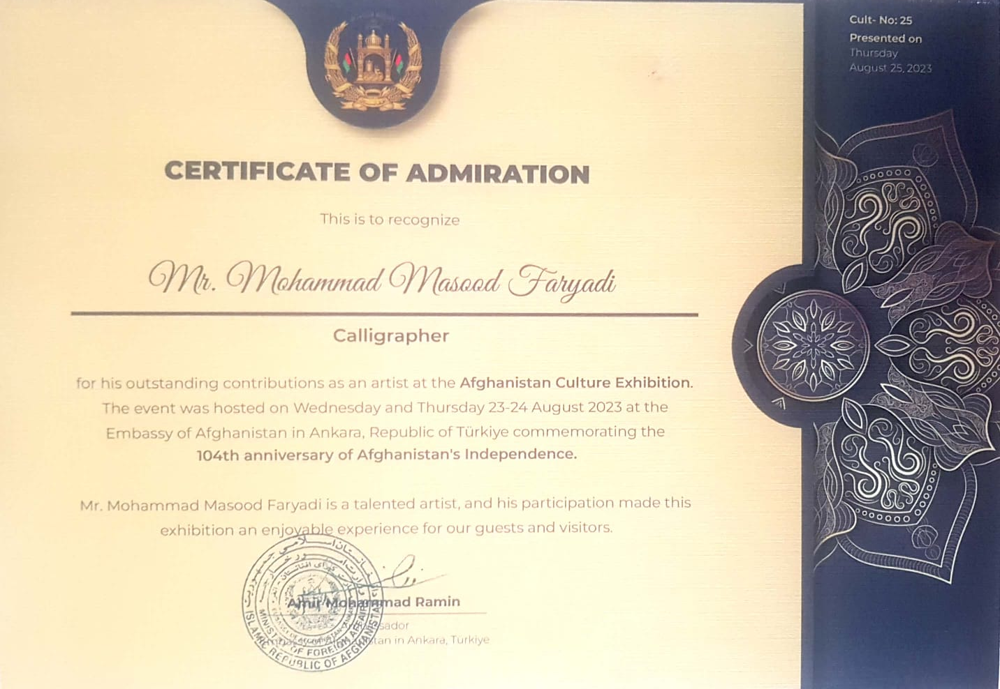 Cult- No: 25
Presented on
Thursday
August 25, 2023
CERTIFICATE OF ADMIRATION
This is to recognize
Mr. Mohammad Masood Faryadi
Calligrapher
for his outstanding contributions as an artist at the Afghanistan Culture Exhibition.
The event was hosted on Wednesday and Thursday 23-24 August 2023 at the
Embassy of Afghanistan in Ankara, Republic of Türkiye commemorating the
104th anniversary of Afghanistan's Independence.
Mr. Mohammad Masood Faryadi is a talented artist, and his participation made this
exhibition an enjoyable experience for our guests and visitors.
Amir Mohammad Ramin
Ambassador
Embassy of Afghanistan in Ankara, Türkiye
MINISTRY OF FOREIGN AFFAIRS
ISLAMIC REPUBLIC OF AFGHANISTAN